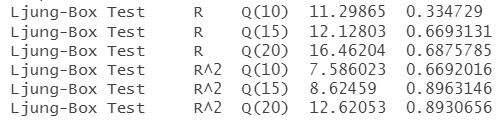 Ljung-Box Test R Q(10) 11.29865 0.334729
Ljung-Box Test R Q(15) 12.12803 0.6693131
Ljung-Box Test R Q(20) 16.46204 0.6875785
Ljung-Box Test R^2 Q(10) 7.586023 0.6692016
Ljung-Box Test R^2 Q(15) 8.62459 0.8963146
Ljung-Box Test R^2 Q(20) 12.62053 0.8930656